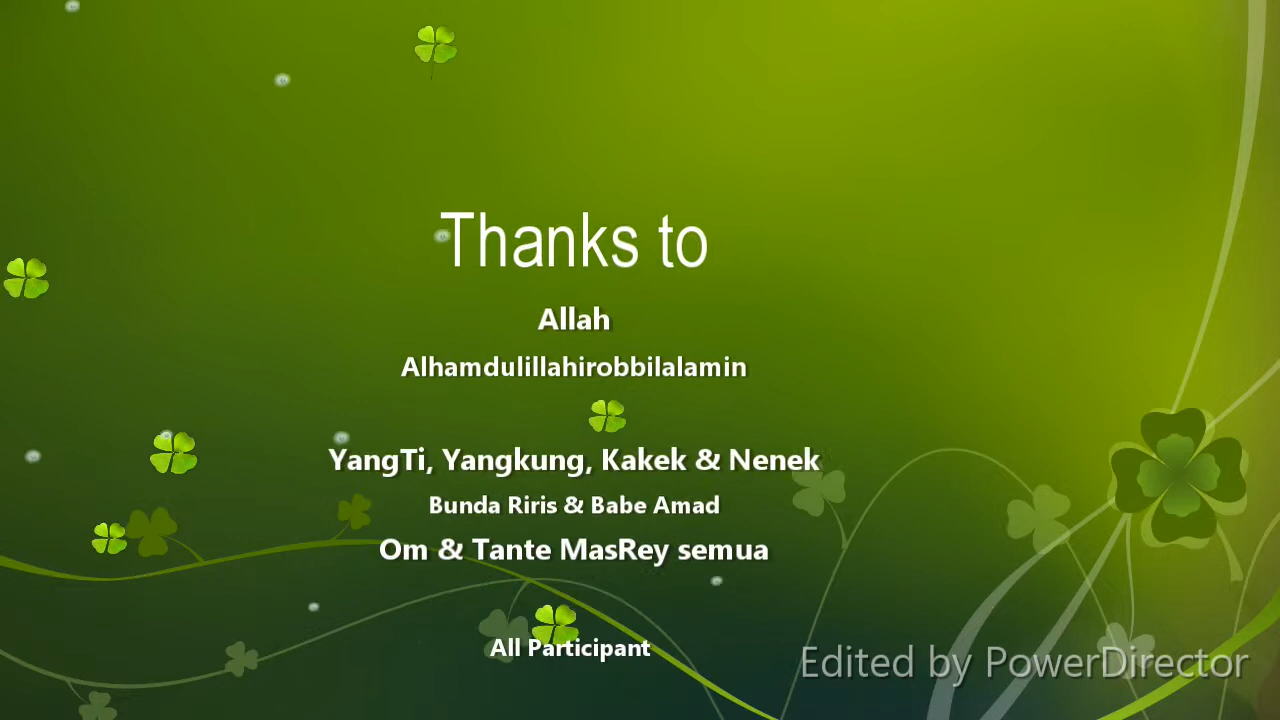 Thanks to
Allah
Alhamdulillahirobbilalamin
YangTi, Yangkung, Kakek & Nenek
Bunda Riris & Babe Amad
Om & Tante MasRey semua
All Participant
Edited by PowerDirector